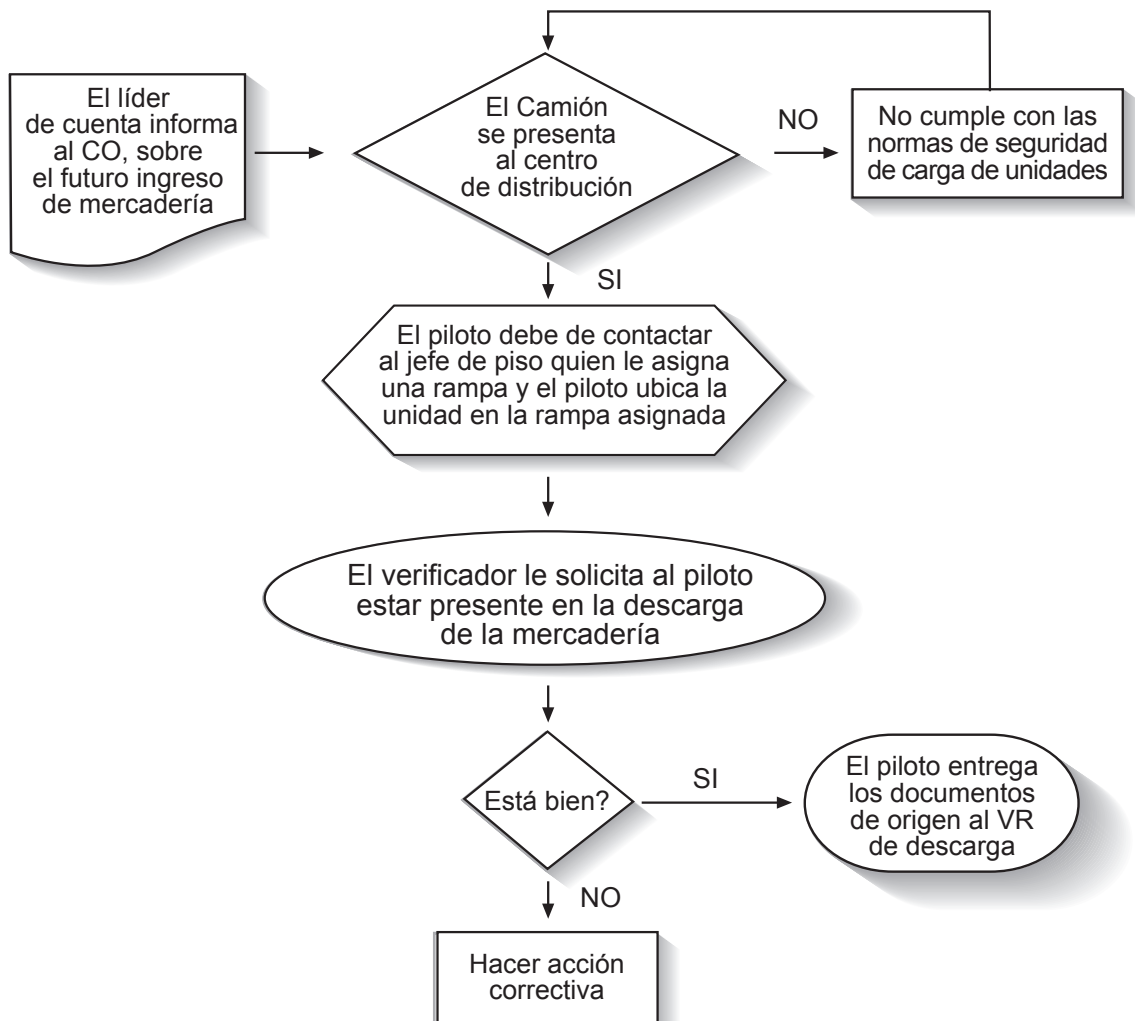 El líder
de cuenta informa
al CO, sobre
el futuro ingreso
de mercadería
El Camión
se presenta
al centro
de distribución
NO
No cumple con las
normas de seguridad
de carga de unidades
SI
El piloto debe de contactar
al jefe de piso quien le asigna
una rampa y el piloto ubica la
unidad en la rampa asignada
El verificador le solicita al piloto
estar presente en la descarga
de la mercadería
Está bien?
SI
El piloto entrega
los documentos
de origen al VR
de descarga
NO
Hacer acción
correctiva